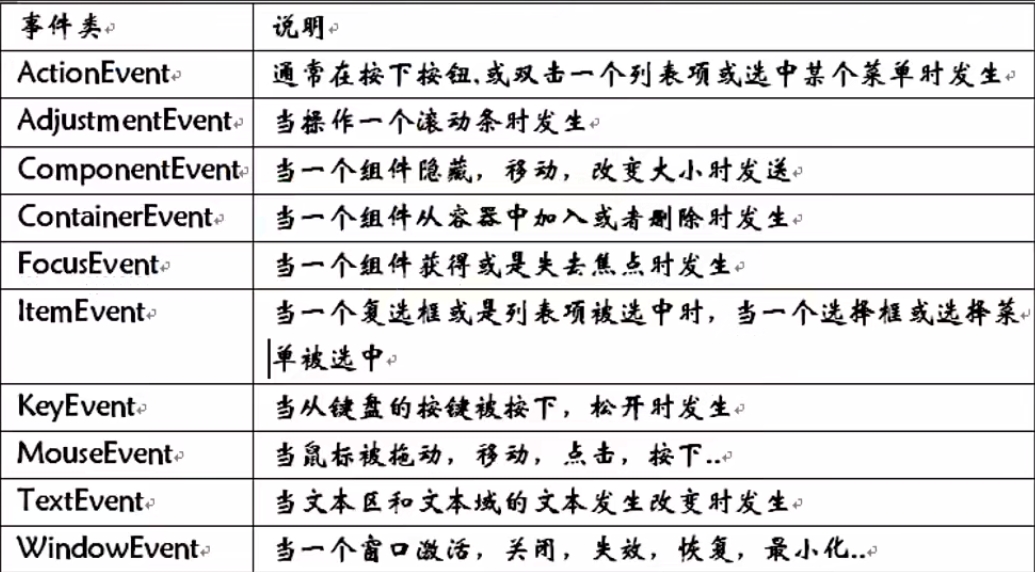 事件类 说明
ActionEvent 通常在按下按钮,或双击一个列表项或选中某个菜单时发生
AdjustmentEvent 当操作一个滚动条时发生
ComponentEvent 当一个组件隐藏，移动，改变大小时发送
ContainerEvent 当一个组件从容器中加入或者删除时发生
FocusEvent 当一个组件获得或是失去焦点时发生
ItemEvent 当一个复选框或是列表项被选中时，当一个选择框或选择菜
单被选中
KeyEvent 当从键盘的按键被按下，松开时发生
MouseEvent 当鼠标被拖动，移动，点击，按下..
TextEvent 当文本区和文本域的文本发生改变时发生
WindowEvent 当一个窗口激活，关闭，失效，恢复，最小化..